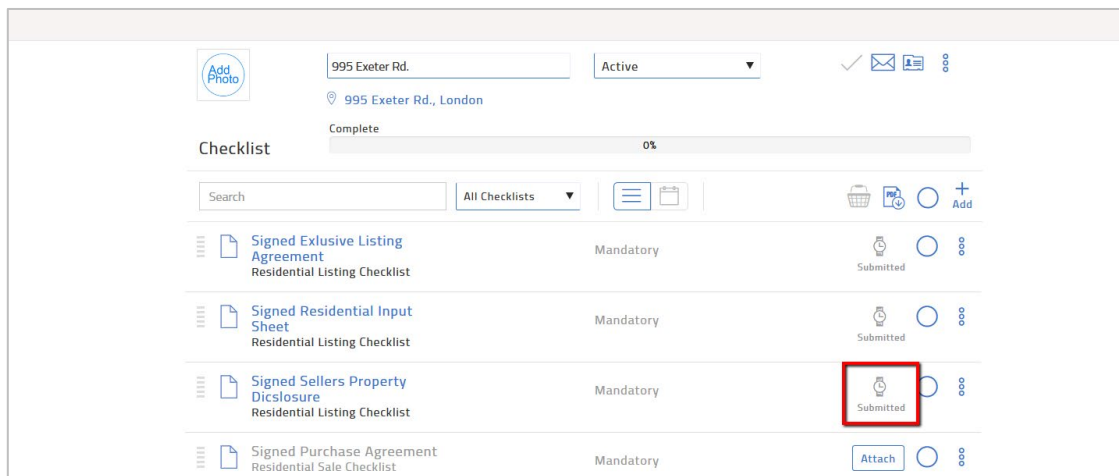 Add
Photo
995 Exeter Rd.
Active
995 Exeter Rd., London
Complete
Checklist
0%
Search
All Checklists
PDF
Add
Signed Exlusive Listing
Agreement
Residential Listing Checklist
Mandatory
Submitted
Signed Residential Input
Sheet
Residential Listing Checklist
Mandatory
Submitted
Signed Sellers Property
Dicslosure
Residential Listing Checklist
Mandatory
Submitted
Signed Purchase Agreement
Residential Sale Checklist
Mandatory
Attach